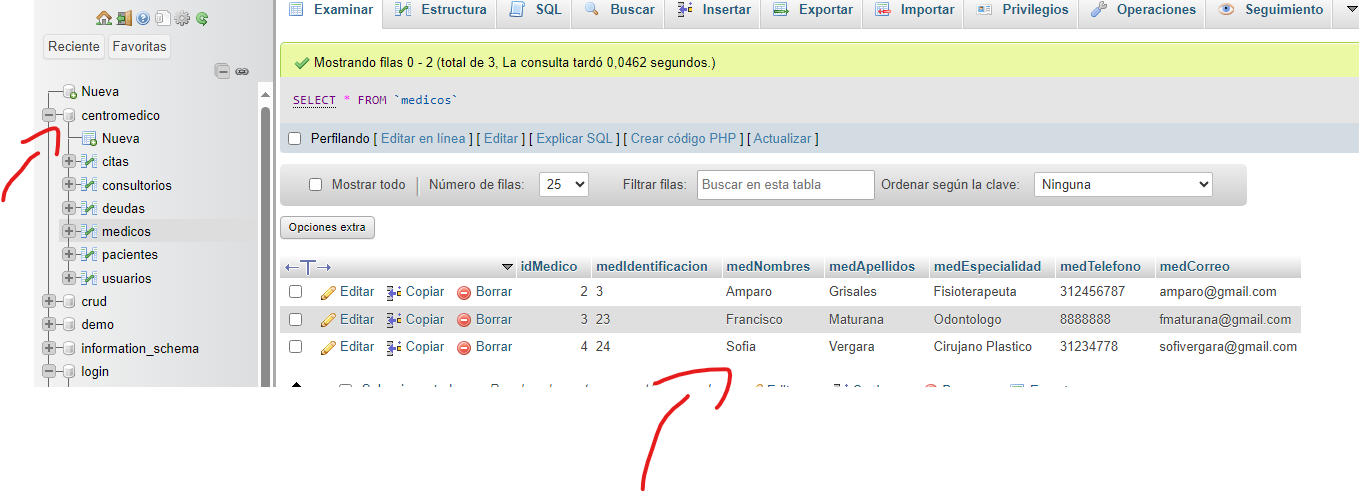 Examinar Estructura SQL Buscar Insertar Exportar Importar Privilegios Operaciones Seguimiento
Reciente Favoritas
Nueva
centromedico
Nueva
citas
consultorios
deudas
medicos
pacientes
usuarios
crud
demo
information_schema
login
Mostrando filas 0 - 2 (total de 3, La consulta tardó 0,0462 segundos.)
SELECT * FROM `medicos`
Perfilando [ Editar en línea ] [ Editar ] [ Explicar SQL ] [ Crear código PHP ] [ Actualizar ]
Mostrar todo Número de filas: 25 Filtrar filas: Buscar en esta tabla Ordenar según la clave: Ninguna
Opciones extra
idMedico medIdentificacion medNombres medApellidos medEspecialidad medTelefono medCorreo
Editar Copiar Borrar 2 3 Amparo Grisales Fisioterapeuta 312456787 amparo@gmail.com
Editar Copiar Borrar 3 23 Francisco Maturana Odontologo 8888888 fmaturana@gmail.com
Editar Copiar Borrar 4 24 Sofia Vergara Cirujano Plastico 31234778 sofivergara@gmail.com